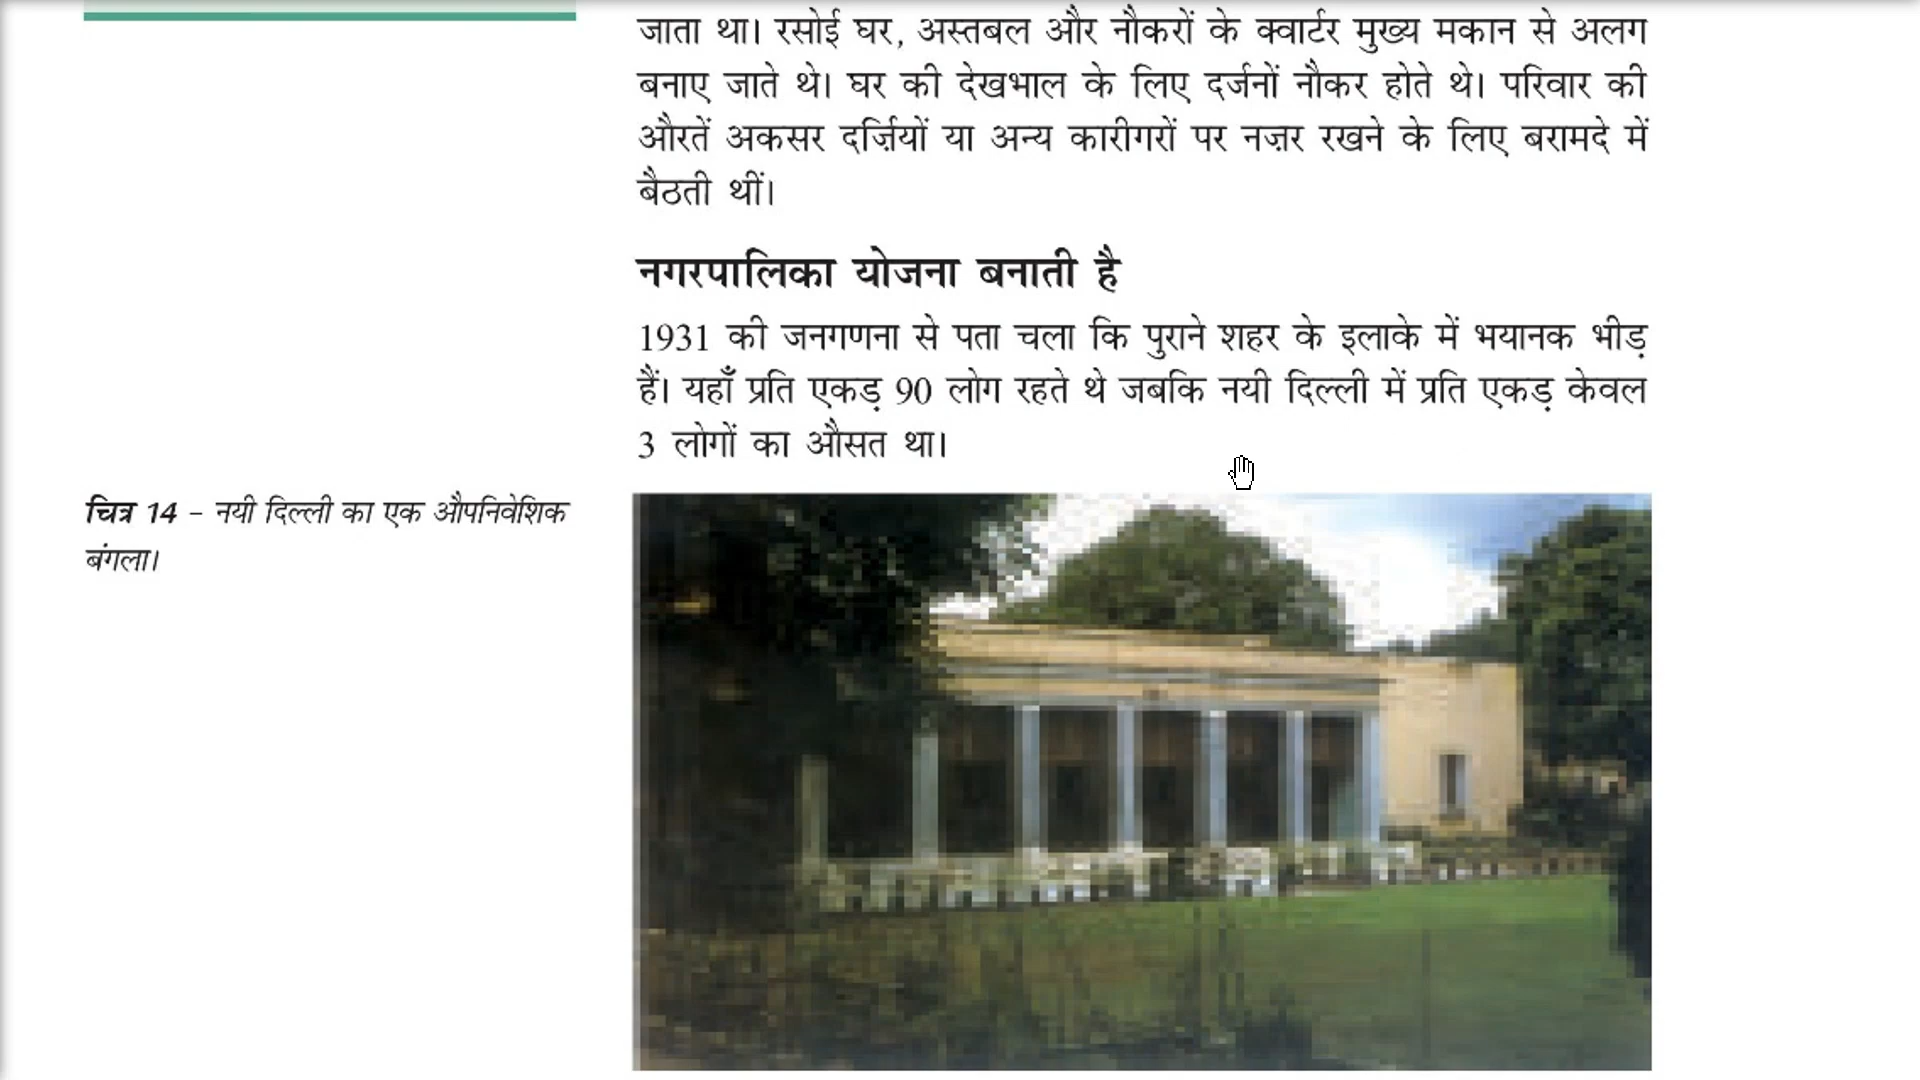 जाता था। रसोई घर, अस्तबल और नौकरों के क्वार्टर मुख्य मकान से अलग
बनाए जाते थे। घर की देखभाल के लिए दर्जनों नौकर होते थे। परिवार की
औरतें अकसर दर्ज़ियों या अन्य कारीगरों पर नज़र रखने के लिए बरामदे में
बैठती थीं।
नगरपालिका योजना बनाती है
1931 की जनगणना से पता चला कि पुराने शहर के इलाके में भयानक भीड़
हैं। यहाँ प्रति एकड़ 90 लोग रहते थे जबकि नयी दिल्ली में प्रति एकड़ केवल
3 लोगों का औसत था।
चित्र 14 – नयी दिल्ली का एक औपनिवेशिक
बंगला।